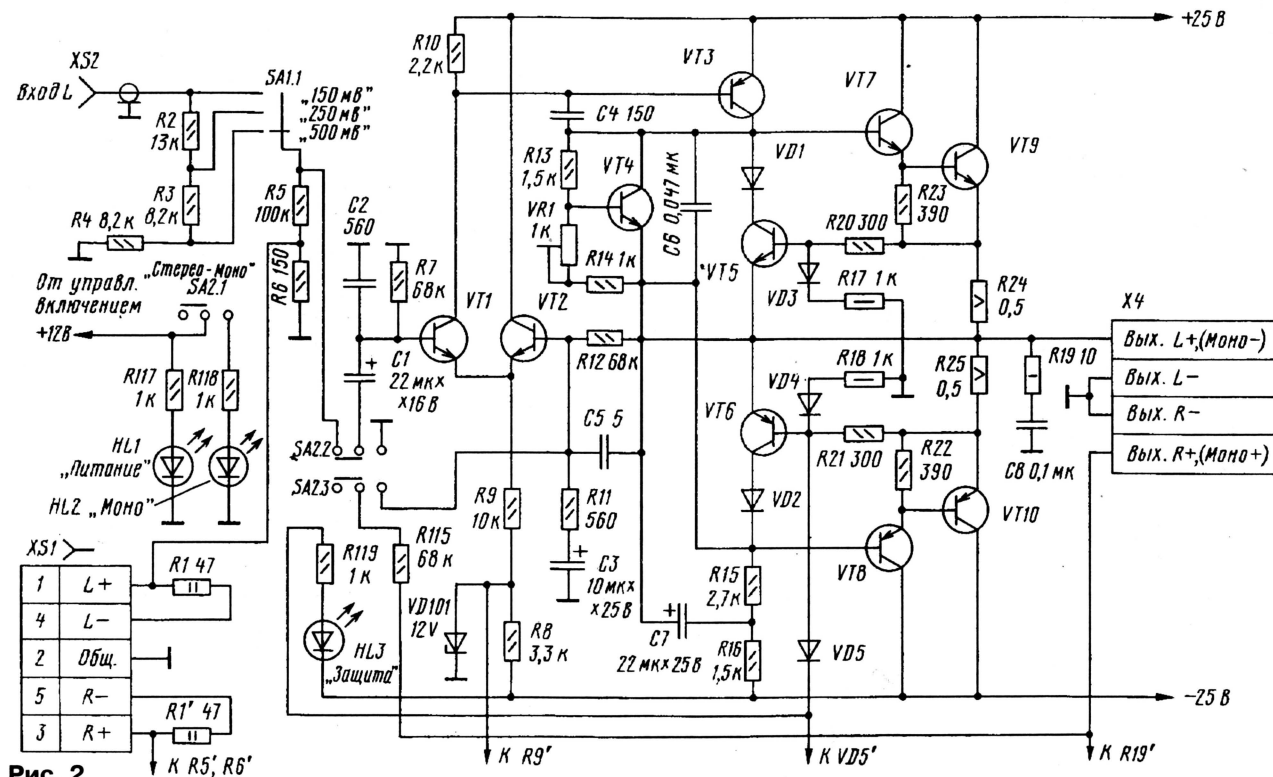 +25 В
XS2
Вход L
SA1.1
„150 мв"
„250 мв"
„500 мв"
R2
13к
R3
8,2к
R4 8,2к
R5
100к
R6 150
От управл.
включением
+12В
„Стерео-моно"
SA2.1
R117
1к
R118
1к
HL1
„Питание"
HL2 „Моно"
C2
560
R7
68к
C1
22 мк×
×16 В
SA2.2
SA2.3
R10
2,2к
VT1
VT2
C4 150
R13
1,5к
VR1
1к
VT4
R14 1к
C6 0,047 мк
R12 68к
C5 5
R9
10к
R11
560
C3
10мк×
×25В
R115
68к
R119
1к
HL3
„Защита"
VD101
12V
R8
3,3к
C7
22 мк×25В
R15
2,7к
R16
1,5к
VT3
VD1
VT5
VD3
R20 300
R17 1к
R18 1к
VD4
VT6
R21 300
VD2
VD5
VT7
VT9
R23
390
R24
0,5
R25
0,5
R22
390
VT8
VT10
R19 10
C8 0,1 мк
X4
Вых. L+,(Моно-)
Вых. L-
Вых. R-
Вых. R+,(Моно+)
-25 В
XS1
1 L+
4 L-
2 Общ.
5 R-
3 R+
R1 47
R1' 47
К R5', R6'
К R9'
К VD5'
К R19'
Рис. 2